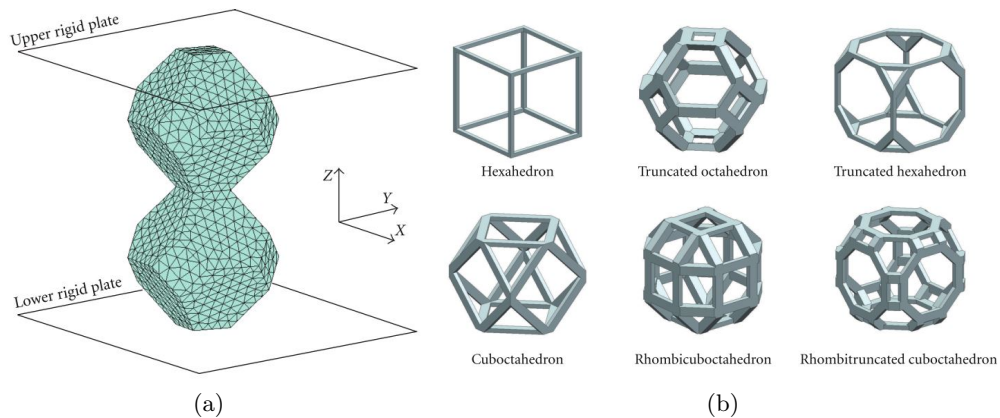 Upper rigid plate
Lower rigid plate
Z
Y
X
(a)
Hexahedron
Truncated octahedron
Truncated hexahedron
Cuboctahedron
Rhombicuboctahedron
Rhombitruncated cuboctahedron
(b)